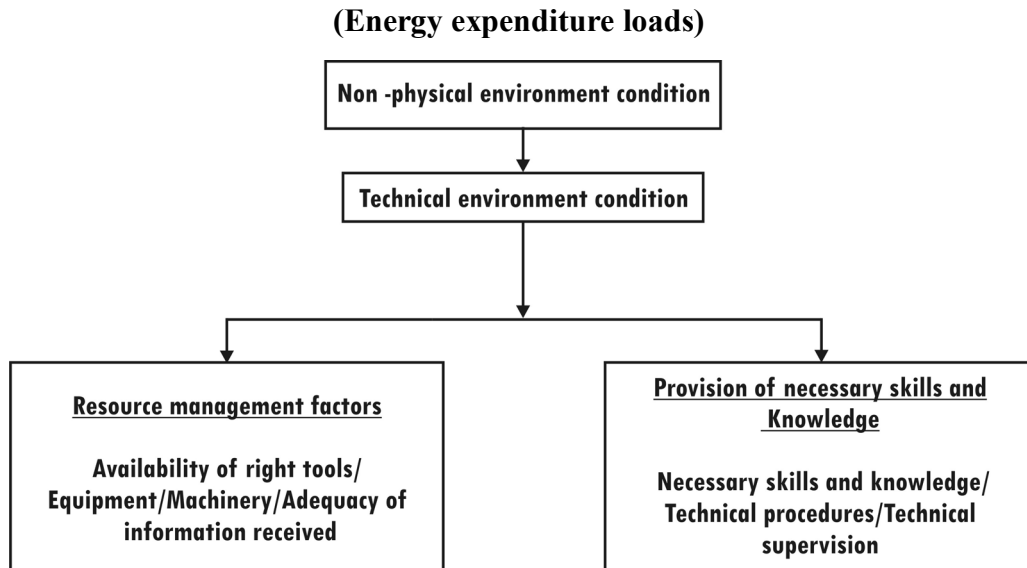 (Energy expenditure loads)
Non -physical environment condition
Technical environment condition
Resource management factors
Availability of right tools/
Equipment/Machinery/Adequacy of
information received
Provision of necessary skills and
Knowledge
Necessary skills and knowledge/
Technical procedures/Technical
supervision